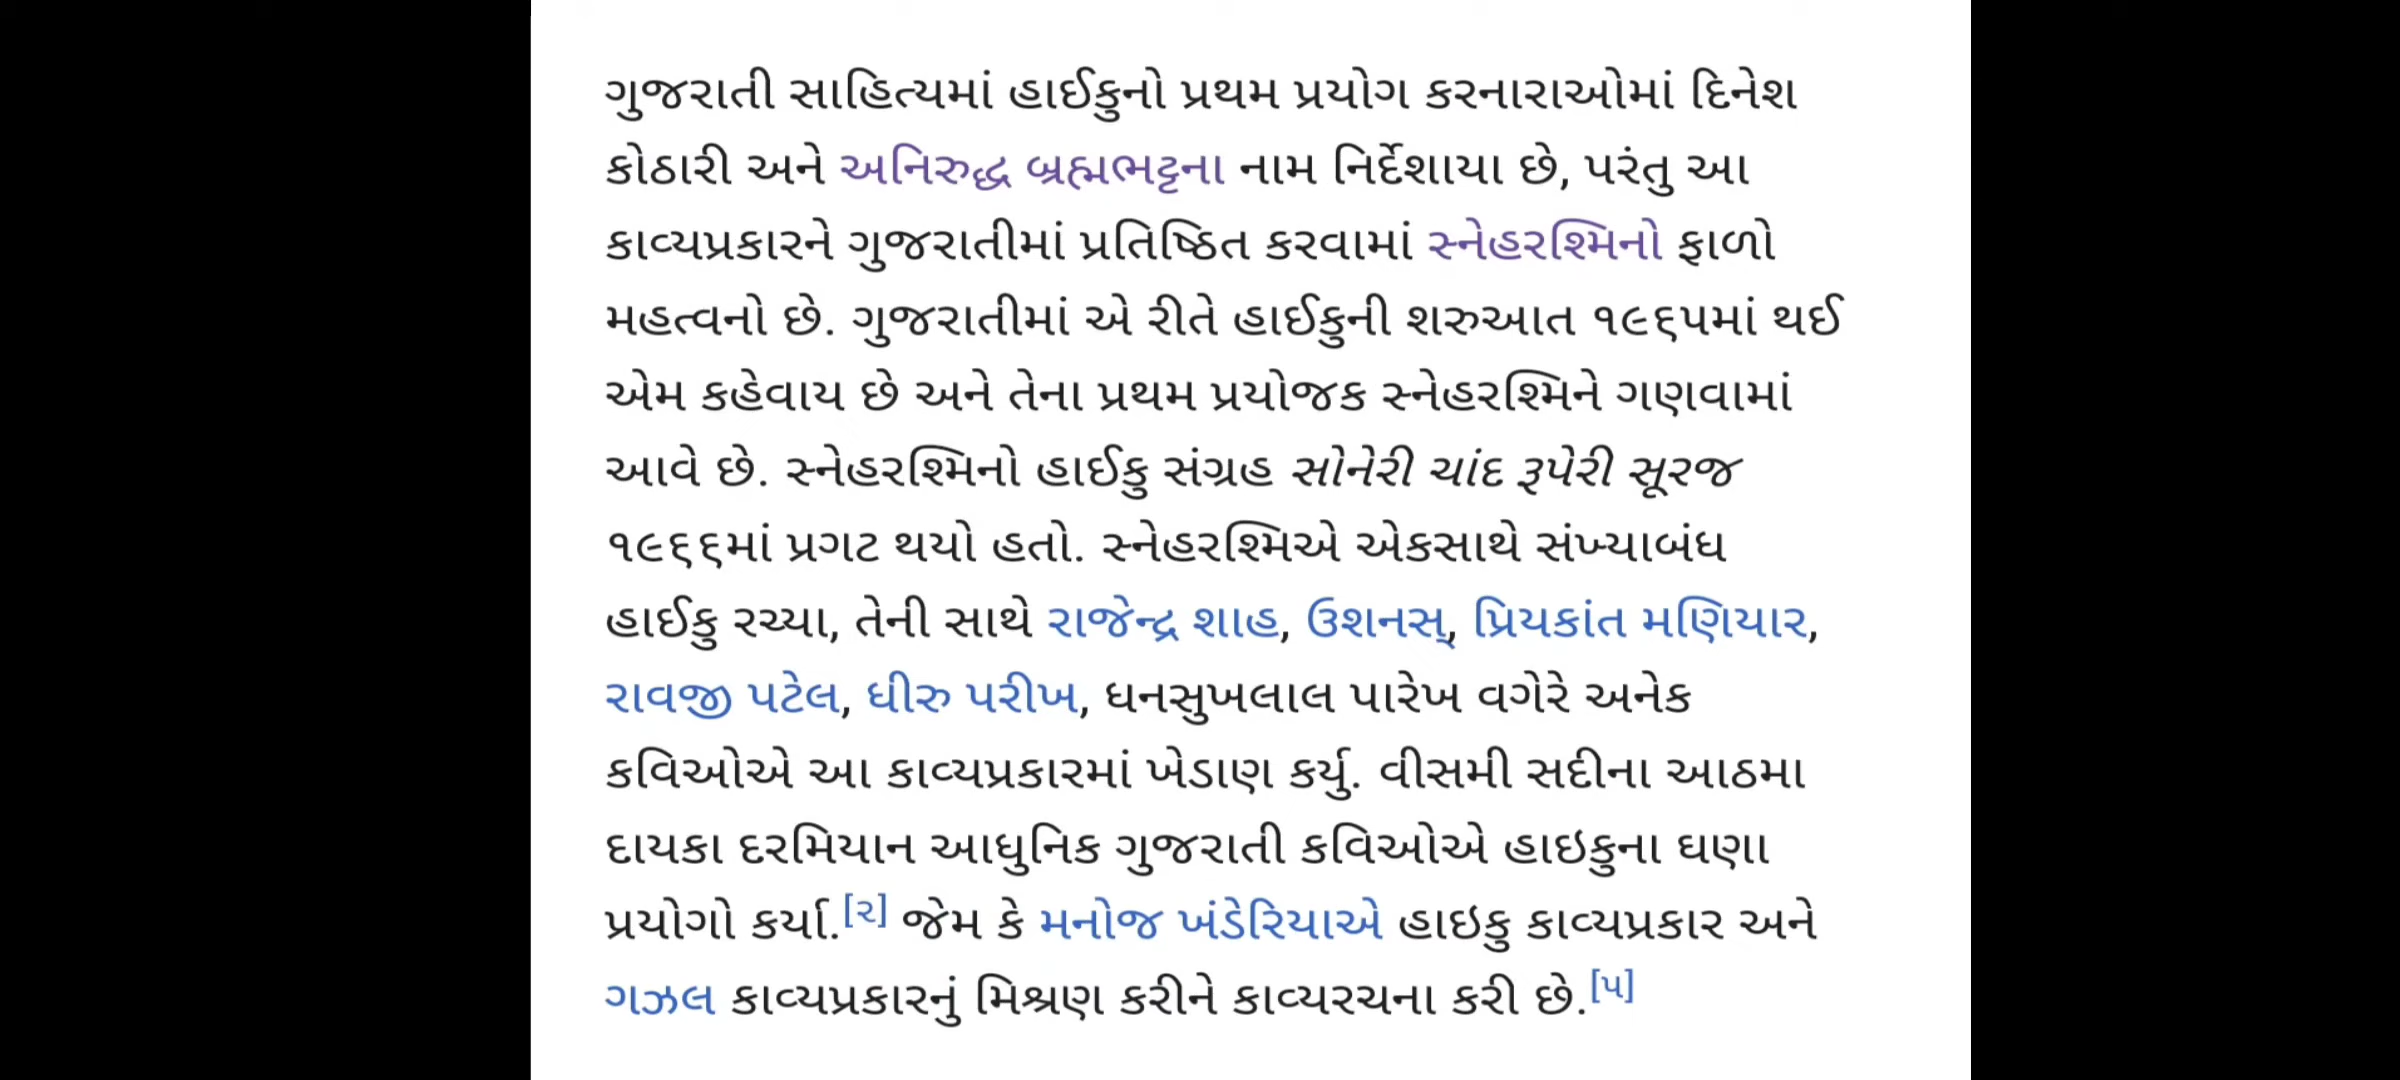 ગુજરાતી સાહિત્યમાં હાઈકુનો પ્રથમ પ્રયોગ કરનારાઓમાં દિનેશ
કોઠારી અને અનિરુદ્ધ બ્રહ્મભટ્ટના નામ નિર્દેશાયા છે, પરંતુ આ
કાવ્યપ્રકારને ગુજરાતીમાં પ્રતિષ્ઠિત કરવામાં સ્નેહરશ્મિનો ફાળો
મહત્વનો છે. ગુજરાતીમાં એ રીતે હાઈકુની શરુઆત ૧૯૬૫માં થઈ
એમ કહેવાય છે અને તેના પ્રથમ પ્રયોજક સ્નેહરશ્મિને ગણવામાં
આવે છે. સ્નેહરશ્મિનો હાઈકુ સંગ્રહ સોનેરી ચાંદ રૂપેરી સૂરજ
૧૯૬૬માં પ્રગટ થયો હતો. સ્નેહરશ્મિએ એકસાથે સંખ્યાબંધ
હાઈકુ રચ્યા, તેની સાથે રાજેન્દ્ર શાહ, ઉશનસ્, પ્રિયકાંત મણિયાર,
રાવજી પટેલ, ધીરુ પરીખ, ધનસુખલાલ પારેખ વગેરે અનેક
કવિઓએ આ કાવ્યપ્રકારમાં ખેડાણ કર્યુ. વીસમી સદીના આઠમા
દાયકા દરમિયાન આધુનિક ગુજરાતી કવિઓએ હાઇકુના ઘણા
પ્રયોગો કર્યા.[૨] જેમ કે મનોજ ખંડેરિયાએ હાઇકુ કાવ્યપ્રકાર અને
ગઝલ કાવ્યપ્રકારનું મિશ્રણ કરીને કાવ્યરચના કરી છે.[૫]